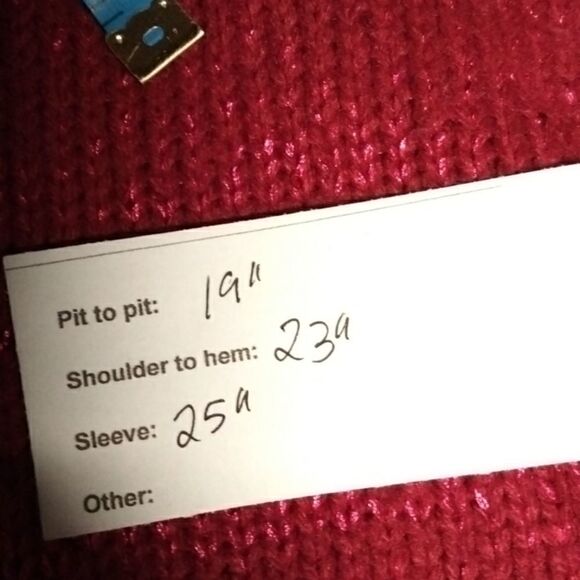 Pit to pit: 19"
Shoulder to hem: 23"
Sleeve: 25"
Other: